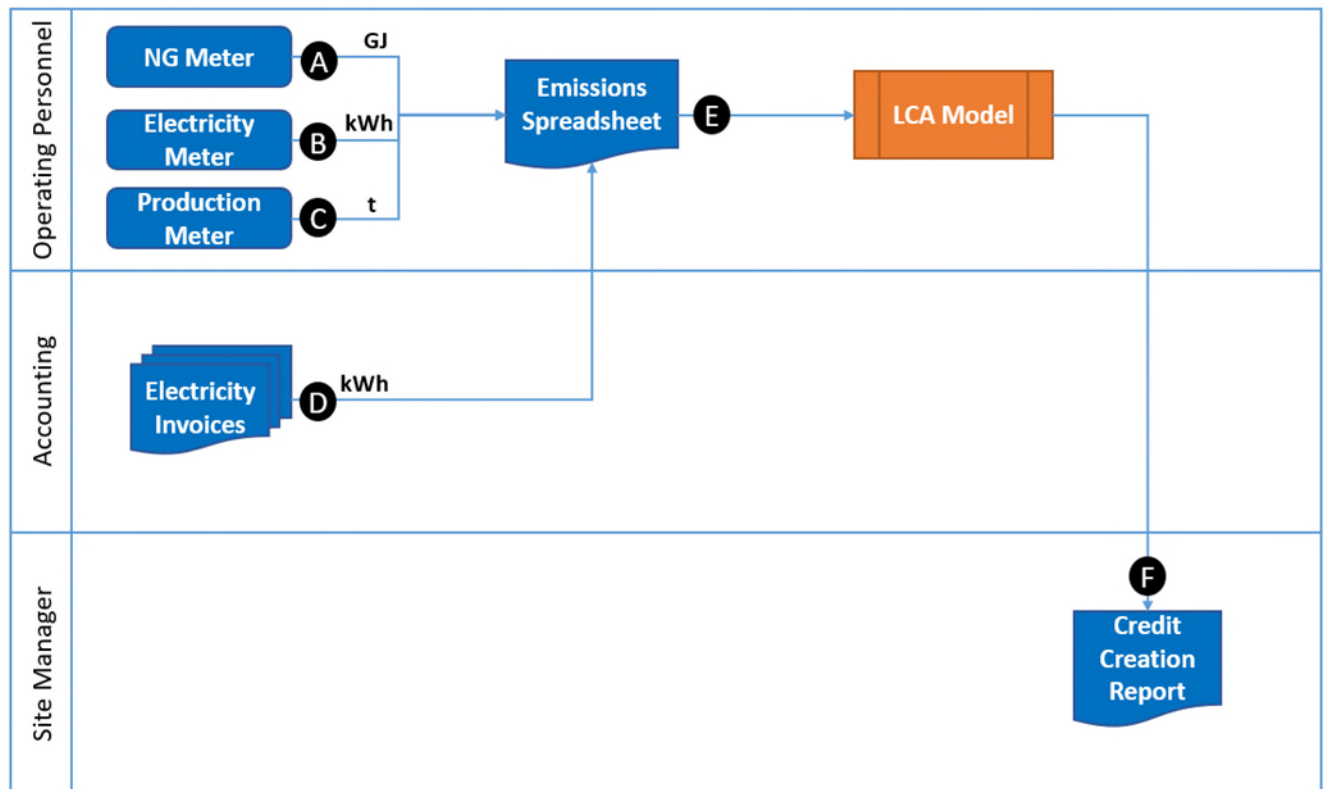 Operating Personnel
NG Meter
A
GJ
Electricity
Meter
B
kWh
Production
Meter
C
t
Emissions
Spreadsheet
E
LCA Model
Accounting
Electricity
Invoices
D
kWh
Site Manager
F
Credit
Creation
Report